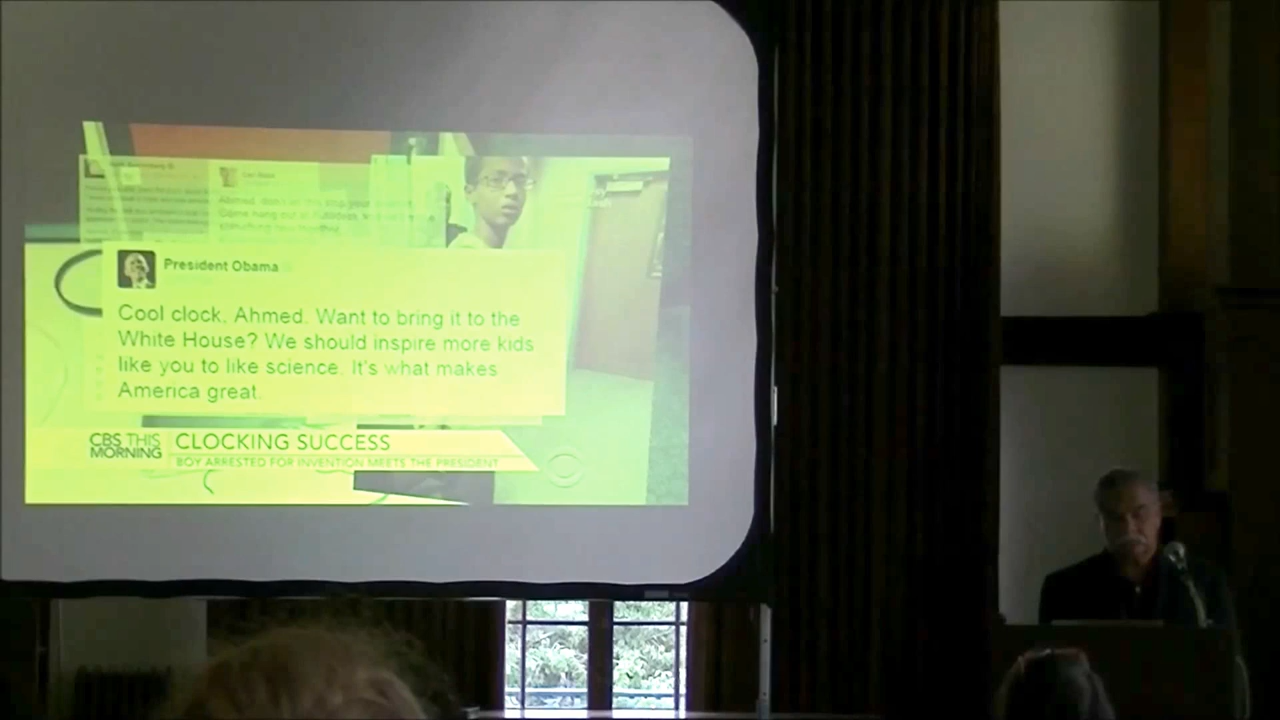 Ahmed, don't
President Obama
Cool clock, Ahmed. Want to bring it to the
White House? We should inspire more kids
like you to like science. It's what makes
America great.
CBS THIS
MORNING
CLOCKING SUCCESS
BOY ARRESTED FOR INVENTION MEETS THE PRESIDENT